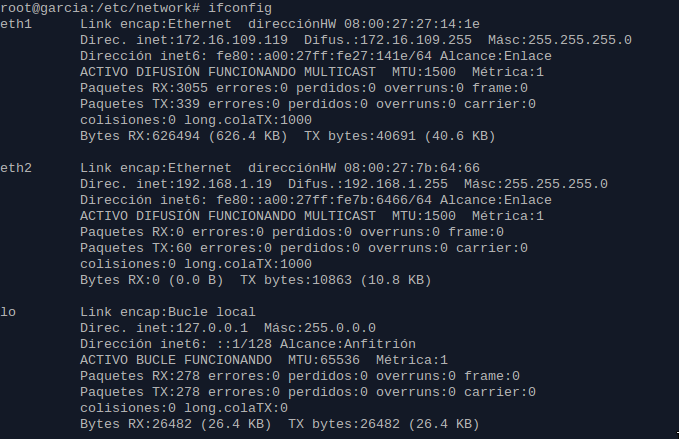 root@garcia:/etc/network# ifconfig
eth1      Link encap:Ethernet  direcciónHW 08:00:27:27:14:1e
          Direc. inet:172.16.109.119  Difus.:172.16.109.255  Másc:255.255.255.0
          Dirección inet6: fe80::a00:27ff:fe27:141e/64 Alcance:Enlace
          ACTIVO DIFUSIÓN FUNCIONANDO MULTICAST  MTU:1500  Métrica:1
          Paquetes RX:3055 errores:0 perdidos:0 overruns:0 frame:0
          Paquetes TX:339 errores:0 perdidos:0 overruns:0 carrier:0
          colisiones:0 long.colaTX:1000
          Bytes RX:626494 (626.4 KB)  TX bytes:40691 (40.6 KB)

eth2      Link encap:Ethernet  direcciónHW 08:00:27:7b:64:66
          Direc. inet:192.168.1.19  Difus.:192.168.1.255  Másc:255.255.255.0
          Dirección inet6: fe80::a00:27ff:fe7b:6466/64 Alcance:Enlace
          ACTIVO DIFUSIÓN FUNCIONANDO MULTICAST  MTU:1500  Métrica:1
          Paquetes RX:0 errores:0 perdidos:0 overruns:0 frame:0
          Paquetes TX:60 errores:0 perdidos:0 overruns:0 carrier:0
          colisiones:0 long.colaTX:1000
          Bytes RX:0 (0.0 B)  TX bytes:10863 (10.8 KB)

lo        Link encap:Bucle local
          Direc. inet:127.0.0.1  Másc:255.0.0.0
          Dirección inet6: ::1/128 Alcance:Anfitrión
          ACTIVO BUCLE FUNCIONANDO  MTU:65536  Métrica:1
          Paquetes RX:278 errores:0 perdidos:0 overruns:0 frame:0
          Paquetes TX:278 errores:0 perdidos:0 overruns:0 carrier:0
          colisiones:0 long.colaTX:0
          Bytes RX:26482 (26.4 KB)  TX bytes:26482 (26.4 KB)